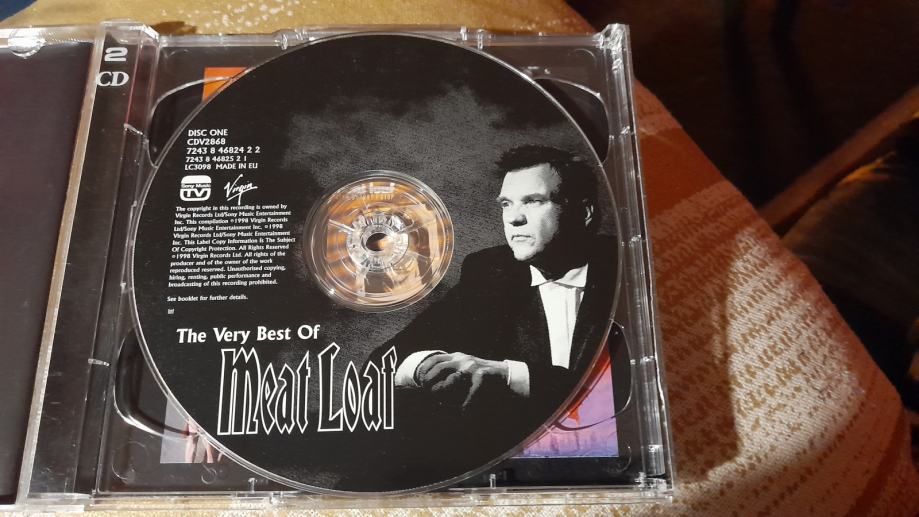 2
CD
DISC ONE
CDV2868
7243 8 46824 2 2
7243 8 46825 2 1
LC3098 MADE IN EU
Sony Music
TV
Virgin
The copyright in this recording is owned by
Virgin Records Ltd/Sony Music Entertainment
Inc. This compilation ℗1998 Virgin Records
Ltd/Sony Music Entertainment Inc. ©1998
Virgin Records Ltd/Sony Music Entertainment
Inc. This Label Copy Information Is The Subject
Of Copyright Protection. All Rights Reserved
©1998 Virgin Records Ltd. All rights of the
producer and of the owner of the work
reproduced reserved. Unauthorised copying,
hiring, renting, public performance and
broadcasting of this recording prohibited.
See booklet for further details.
The Very Best Of
Meat Loaf